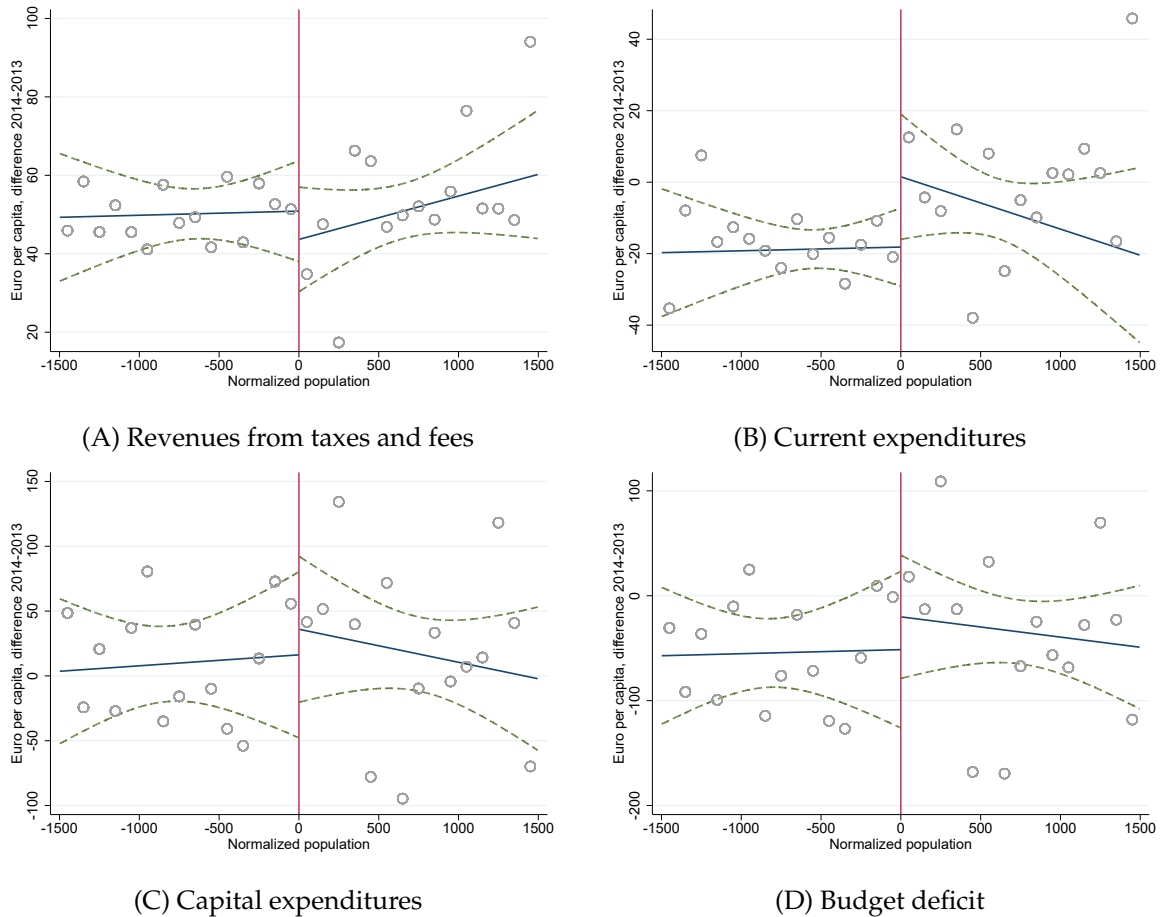 Euro per capita, difference 2014-2013
100
80
60
40
20
-1500 -1000 -500 0 500 1000 1500
Normalized population
(A) Revenues from taxes and fees
Euro per capita, difference 2014-2013
40
20
0
-20
-40
-1500 -1000 -500 0 500 1000 1500
Normalized population
(B) Current expenditures
Euro per capita, difference 2014-2013
150
100
50
0
-50
-100
-1500 -1000 -500 0 500 1000 1500
Normalized population
(C) Capital expenditures
Euro per capita, difference 2014-2013
100
0
-100
-200
-1500 -1000 -500 0 500 1000 1500
Normalized population
(D) Budget deficit